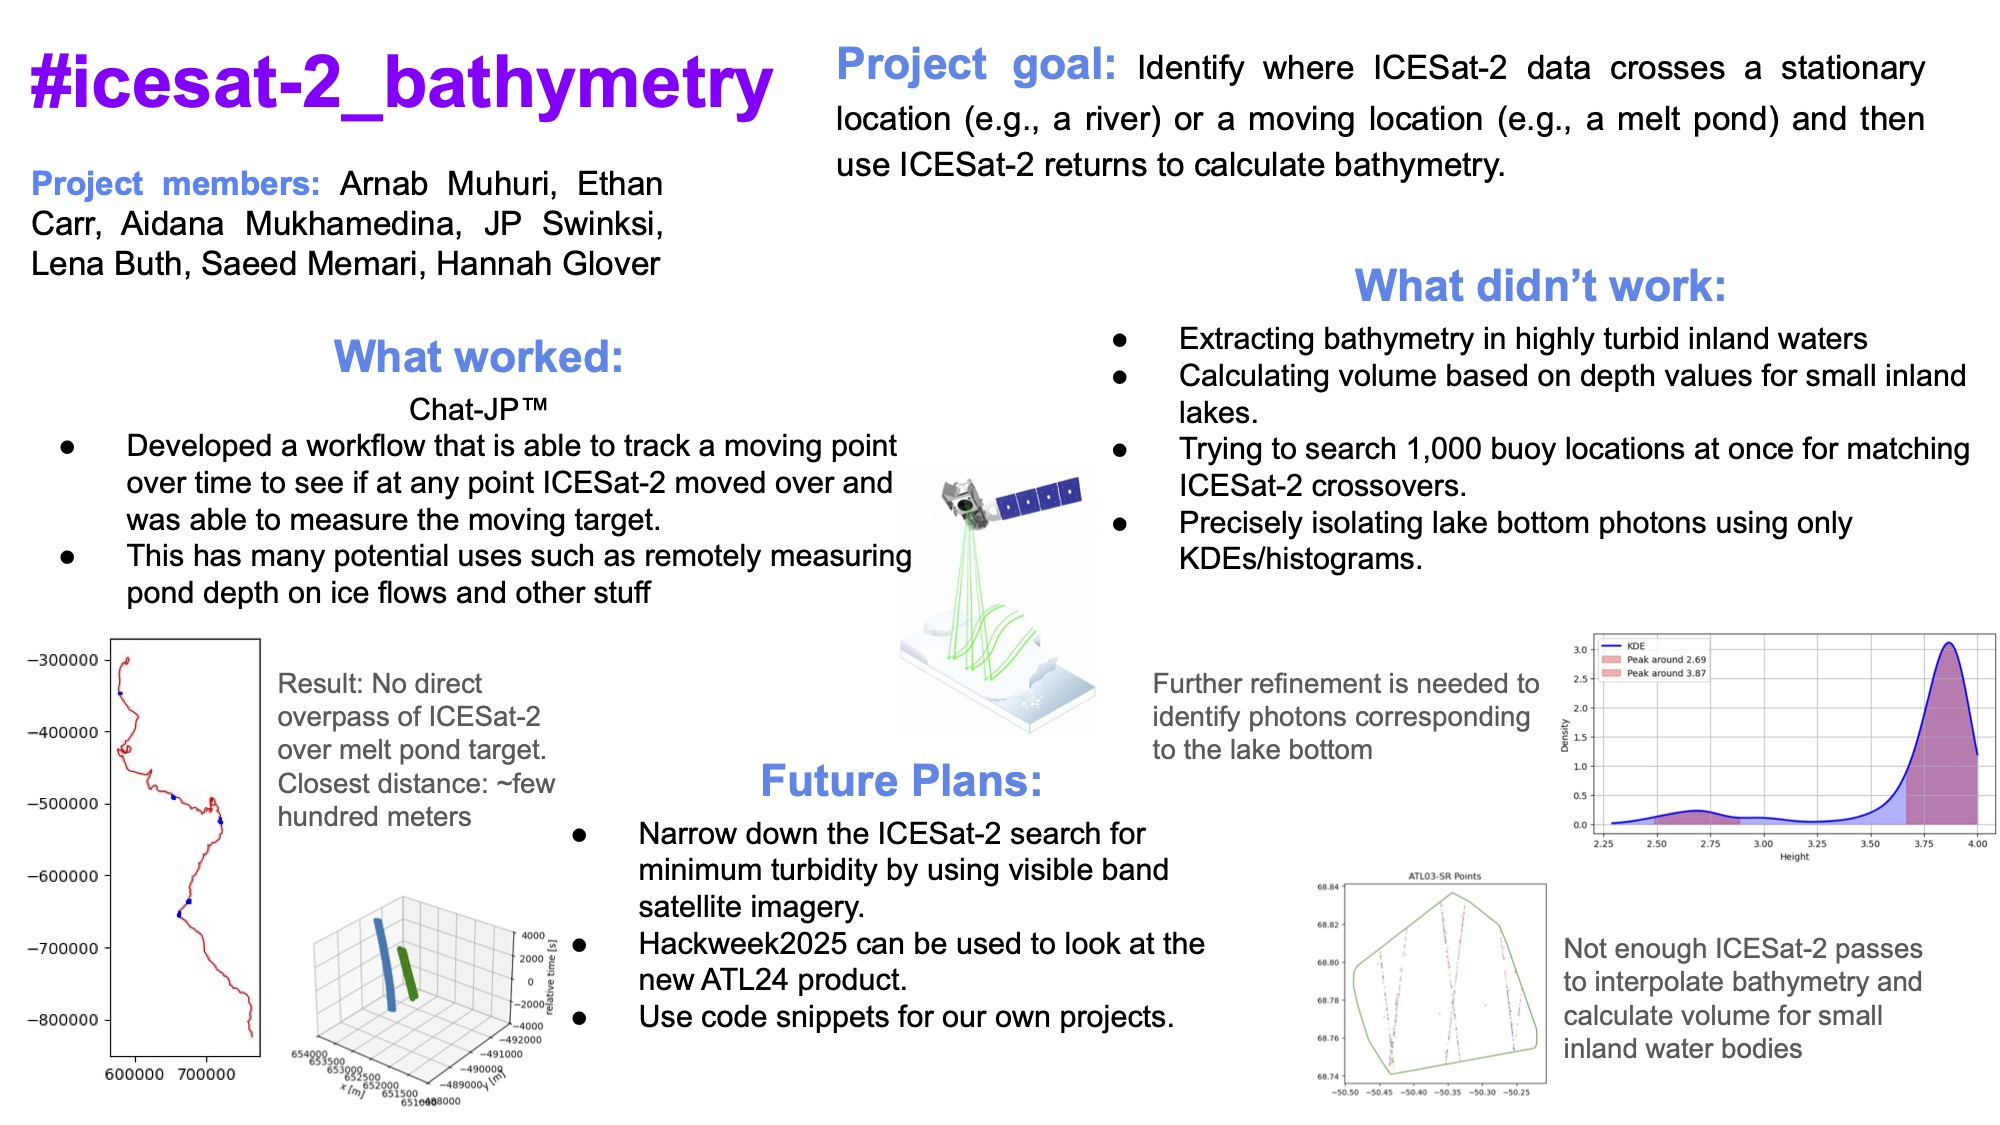 #icesat-2_bathymetry
Project members: Arnab Muhuri, Ethan
Carr, Aidana Mukhamedina, JP Swinksi,
Lena Buth, Saeed Memari, Hannah Glover
Project goal: Identify where ICESat-2 data crosses a stationary
location (e.g., a river) or a moving location (e.g., a melt pond) and then
use ICESat-2 returns to calculate bathymetry.
What worked:
Chat-JP™
● Developed a workflow that is able to track a moving point
over time to see if at any point ICESat-2 moved over and
was able to measure the moving target.
● This has many potential uses such as remotely measuring
pond depth on ice flows and other stuff
What didn’t work:
● Extracting bathymetry in highly turbid inland waters
● Calculating volume based on depth values for small inland
lakes.
● Trying to search 1,000 buoy locations at once for matching
ICESat-2 crossovers.
● Precisely isolating lake bottom photons using only
KDEs/histograms.
−300000
−400000
−500000
−600000
−700000
−800000
600000 700000
Result: No direct
overpass of ICESat-2
over melt pond target.
Closest distance: ~few
hundred meters
4000
2000
0
−2000
−4000
relative time [s]
−492000
−491000
−490000
−489000
−488000
y [m]
654000
653500
653000
652500
652000
651500
651000
x [m]
Future Plans:
● Narrow down the ICESat-2 search for
minimum turbidity by using visible band
satellite imagery.
● Hackweek2025 can be used to look at the
new ATL24 product.
● Use code snippets for our own projects.
Further refinement is needed to
identify photons corresponding
to the lake bottom
KDE
Peak around 2.69
Peak around 3.87
3.0
2.5
2.0
1.5
1.0
0.5
0.0
Density
2.25 2.50 2.75 3.00 3.25 3.50 3.75 4.00
Height
ATL03-SR Points
68.84
68.82
68.80
68.78
68.76
68.74
−50.50 −50.45 −50.40 −50.35 −50.30 −50.25
Not enough ICESat-2 passes
to interpolate bathymetry and
calculate volume for small
inland water bodies